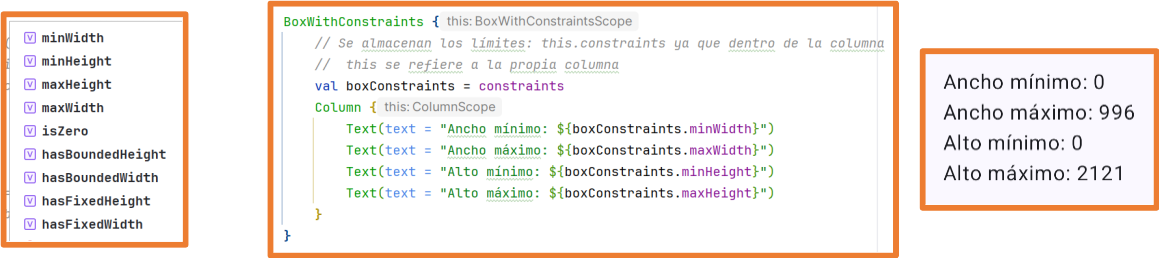 minWidth
minHeight
maxHeight
maxWidth
isZero
hasBoundedHeight
hasBoundedWidth
hasFixedHeight
hasFixedWidth
BoxWithConstraints { this: BoxWithConstraintsScope
// Se almacenan los límites: this.constraints ya que dentro de la columna
// this se refiere a la propia columna
val boxConstraints = constraints
Column { this: ColumnScope
Text(text = "Ancho mínimo: ${boxConstraints.minWidth}")
Text(text = "Ancho máximo: ${boxConstraints.maxWidth}")
Text(text = "Alto mínimo: ${boxConstraints.minHeight}")
Text(text = "Alto máximo: ${boxConstraints.maxHeight}")
}
}
Ancho mínimo: 0
Ancho máximo: 996
Alto mínimo: 0
Alto máximo: 2121